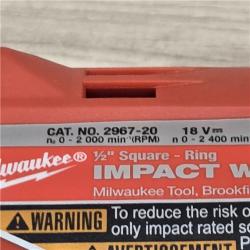 CAT. NO. 2967-20 18 V
n₀ 0 - 2 000 min⁻¹(RPM) n 0 - 2 400
Milwaukee®
½" Square - Ring
IMPACT W
Milwaukee Tool, Brookfi
WARNING To reduce the risk o
only impact rated s
AVERTISSEMENT